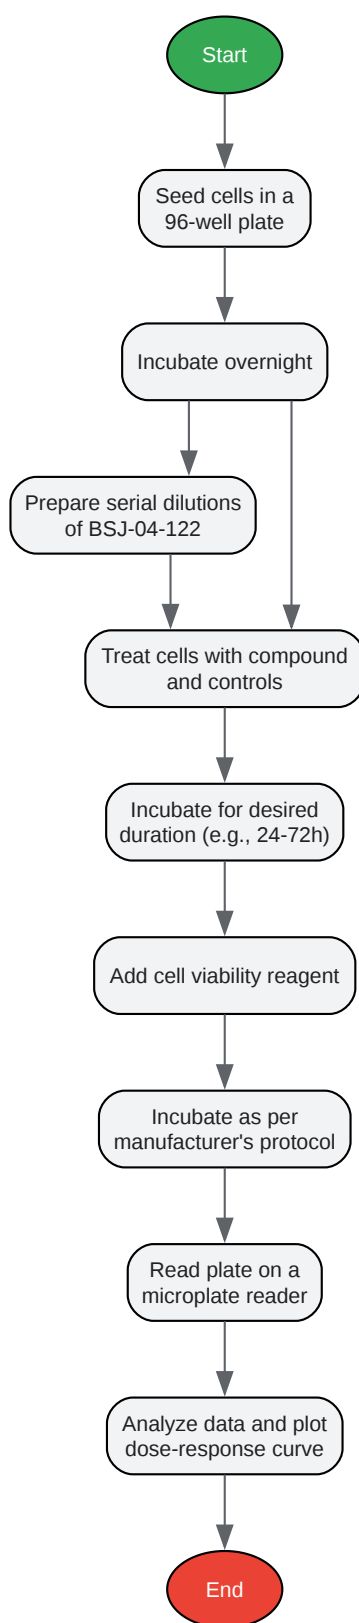 Start
Seed cells in a
96-well plate
Incubate overnight
Prepare serial dilutions
of BSJ-04-122
Treat cells with compound
and controls
Incubate for desired
duration (e.g., 24-72h)
Add cell viability reagent
Incubate as per
manufacturer's protocol
Read plate on a
microplate reader
Analyze data and plot
dose-response curve
End